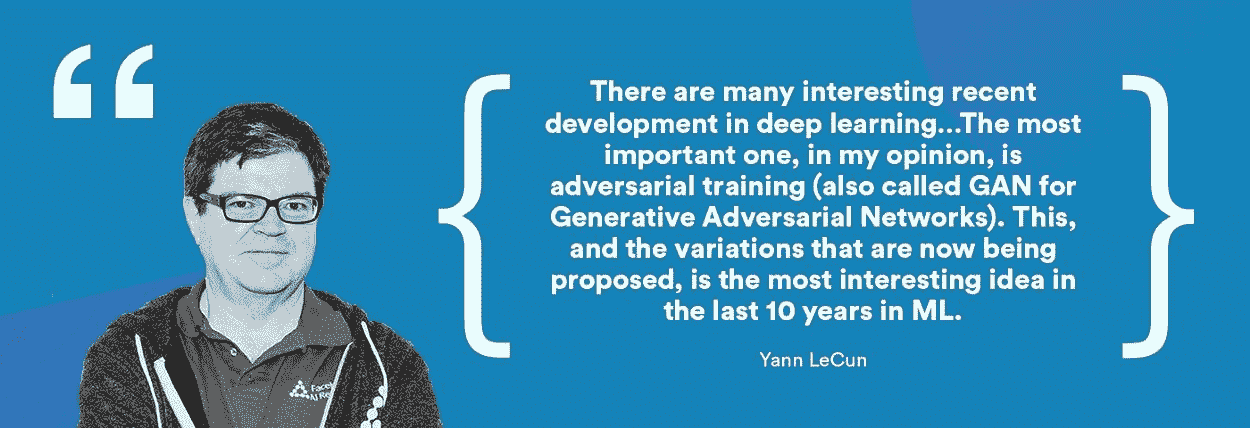 There are many interesting recent
development in deep learning...The most
important one, in my opinion, is
adversarial training (also called GAN for
Generative Adversarial Networks). This,
and the variations that are now being
proposed, is the most interesting idea in
the last 10 years in ML.
Yann LeCun
AI